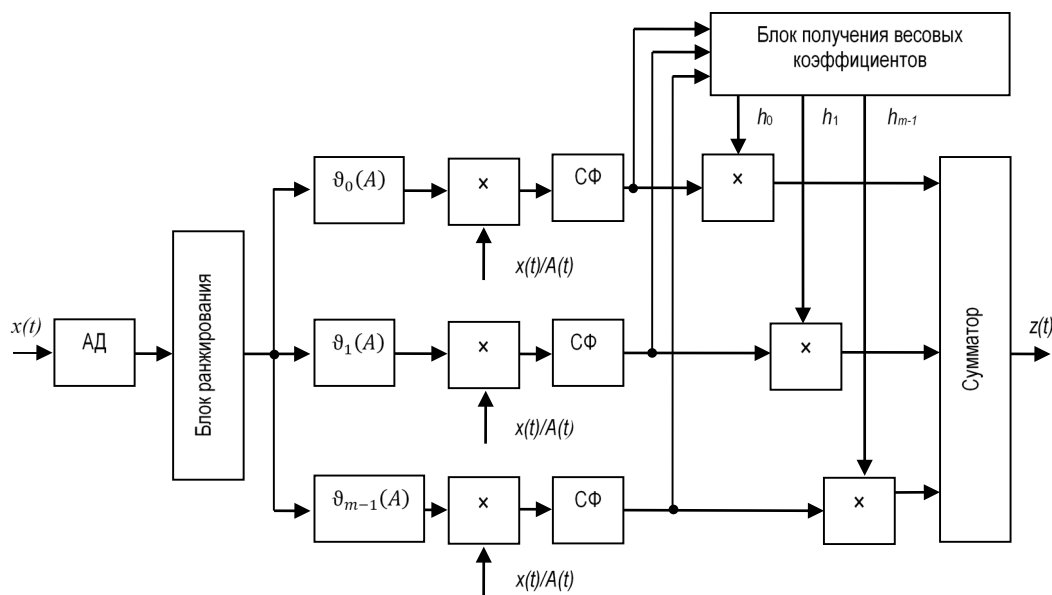 Блок получения весовых
коэффициентов
h₀
h₁
hₘ₋₁
ϑ₀(A)
×
СФ
×
x(t)/A(t)
Блок ранжирования
x(t)
АД
ϑ₁(A)
×
СФ
×
Сумматор
z(t)
x(t)/A(t)
ϑₘ₋₁(A)
×
СФ
×
x(t)/A(t)